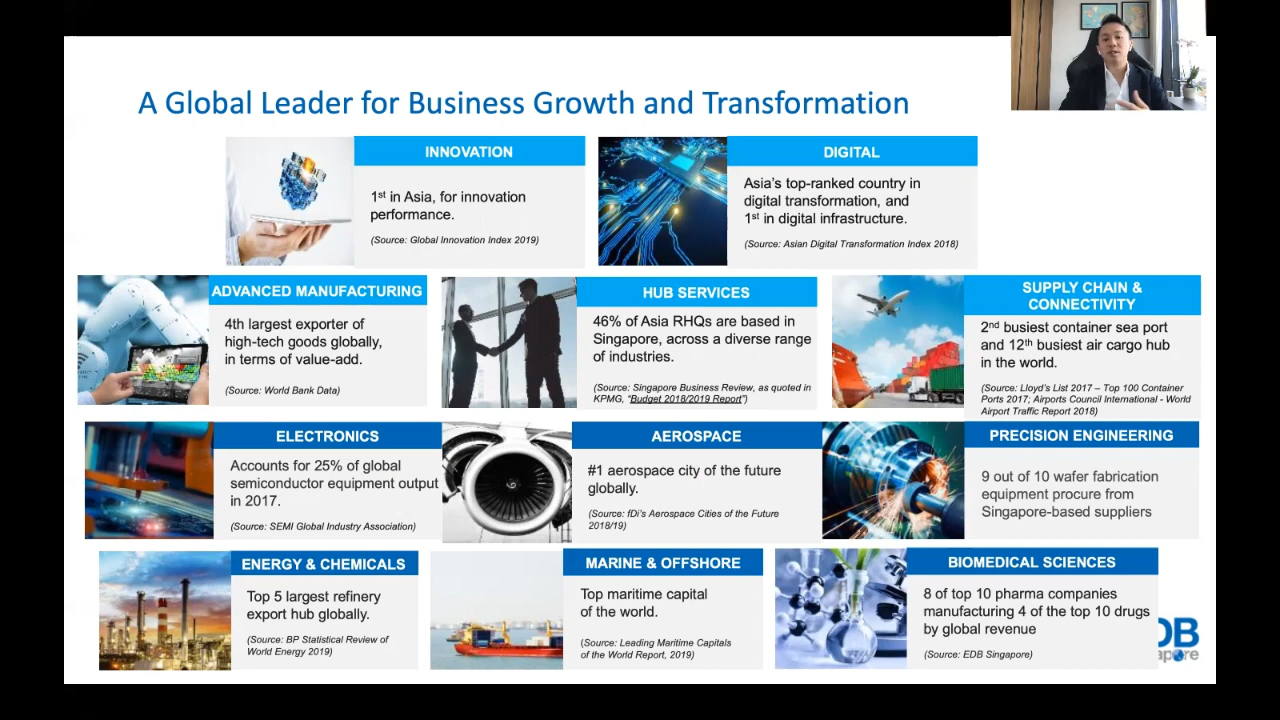 A Global Leader for Business Growth and Transformation
INNOVATION
1st in Asia, for innovation
performance.
(Source: Global Innovation Index 2019)
DIGITAL
Asia's top-ranked country in
digital transformation, and
1st in digital infrastructure.
(Source: Asian Digital Transformation Index 2018)
ADVANCED MANUFACTURING
4th largest exporter of
high-tech goods globally,
in terms of value-add.
(Source: World Bank Data)
HUB SERVICES
46% of Asia RHQs are based in
Singapore, across a diverse range
of industries.
(Source: Singapore Business Review, as quoted in
KPMG, "Budget 2018/2019 Report")
SUPPLY CHAIN &
CONNECTIVITY
2nd busiest container sea port
and 12th busiest air cargo hub
in the world.
(Source: Lloyd's List 2017 – Top 100 Container
Ports 2017; Airports Council International - World
Airport Traffic Report 2018)
ELECTRONICS
Accounts for 25% of global
semiconductor equipment output
in 2017.
(Source: SEMI Global Industry Association)
AEROSPACE
#1 aerospace city of the future
globally.
(Source: fDi's Aerospace Cities of the Future
2018/19)
PRECISION ENGINEERING
9 out of 10 wafer fabrication
equipment procure from
Singapore-based suppliers
ENERGY & CHEMICALS
Top 5 largest refinery
export hub globally.
(Source: BP Statistical Review of
World Energy 2019)
MARINE & OFFSHORE
Top maritime capital
of the world.
(Source: Leading Maritime Capitals
of the World Report, 2019)
BIOMEDICAL SCIENCES
8 of top 10 pharma companies
manufacturing 4 of the top 10 drugs
by global revenue
(Source: EDB Singapore)